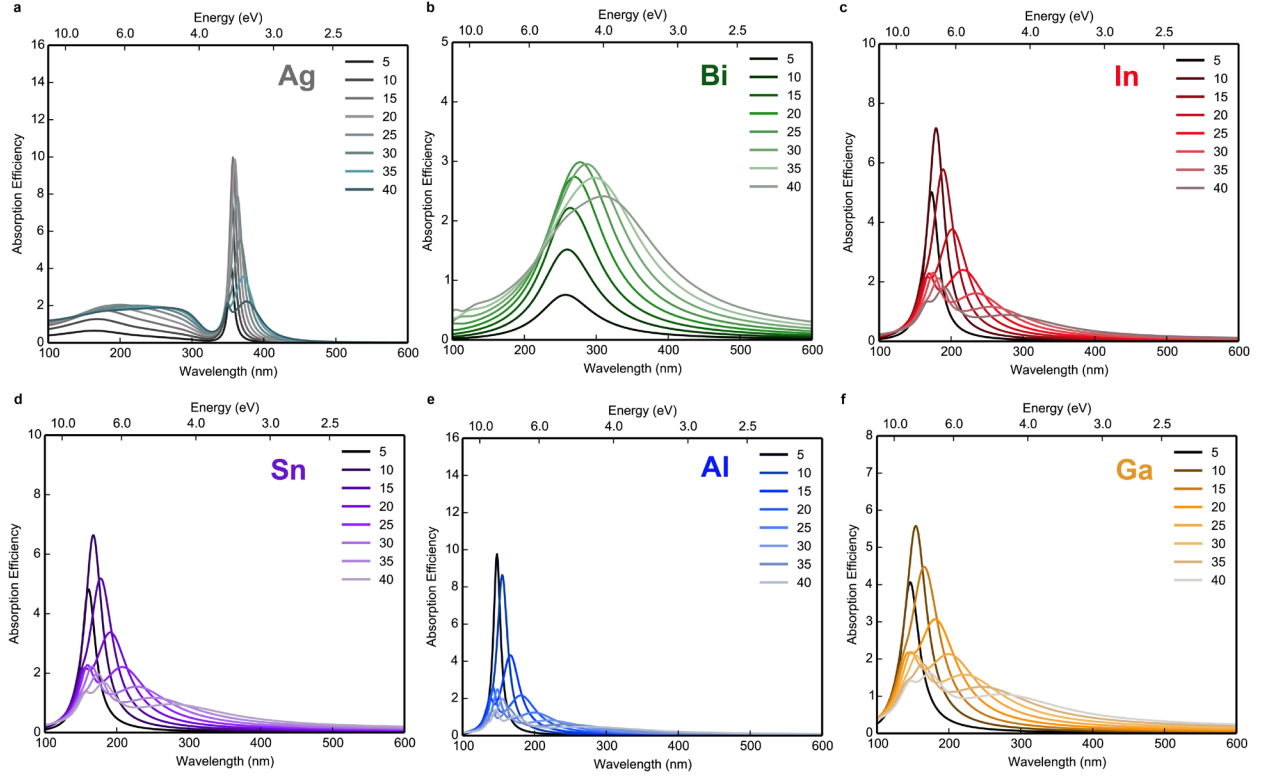 a
Energy (eV)
10.0 6.0 4.0 3.0 2.5
16
14
12
10
8
6
4
2
0
Absorption Efficiency
Ag
5
10
15
20
25
30
35
40
100 200 300 400 500 600
Wavelength (nm)
b
Energy (eV)
10.0 6.0 4.0 3.0 2.5
5
4
3
2
1
0
Absorption Efficiency
Bi
5
10
15
20
25
30
35
40
100 200 300 400 500 600
Wavelength (nm)
c
Energy (eV)
10.0 6.0 4.0 3.0 2.5
10
8
6
4
2
0
Absorption Efficiency
In
5
10
15
20
25
30
35
40
100 200 300 400 500 600
Wavelength (nm)
d
Energy (eV)
10.0 6.0 4.0 3.0 2.5
10
8
6
4
2
0
Absorption Efficiency
Sn
5
10
15
20
25
30
35
40
100 200 300 400 500 600
Wavelength (nm)
e
Energy (eV)
10.0 6.0 4.0 3.0 2.5
16
14
12
10
8
6
4
2
0
Absorption Efficiency
Al
5
10
15
20
25
30
35
40
100 200 300 400 500 600
Wavelength (nm)
f
Energy (eV)
10.0 6.0 4.0 3.0 2.5
8
7
6
5
4
3
2
1
0
Absorption Efficiency
Ga
5
10
15
20
25
30
35
40
100 200 300 400 500 600
Wavelength (nm)